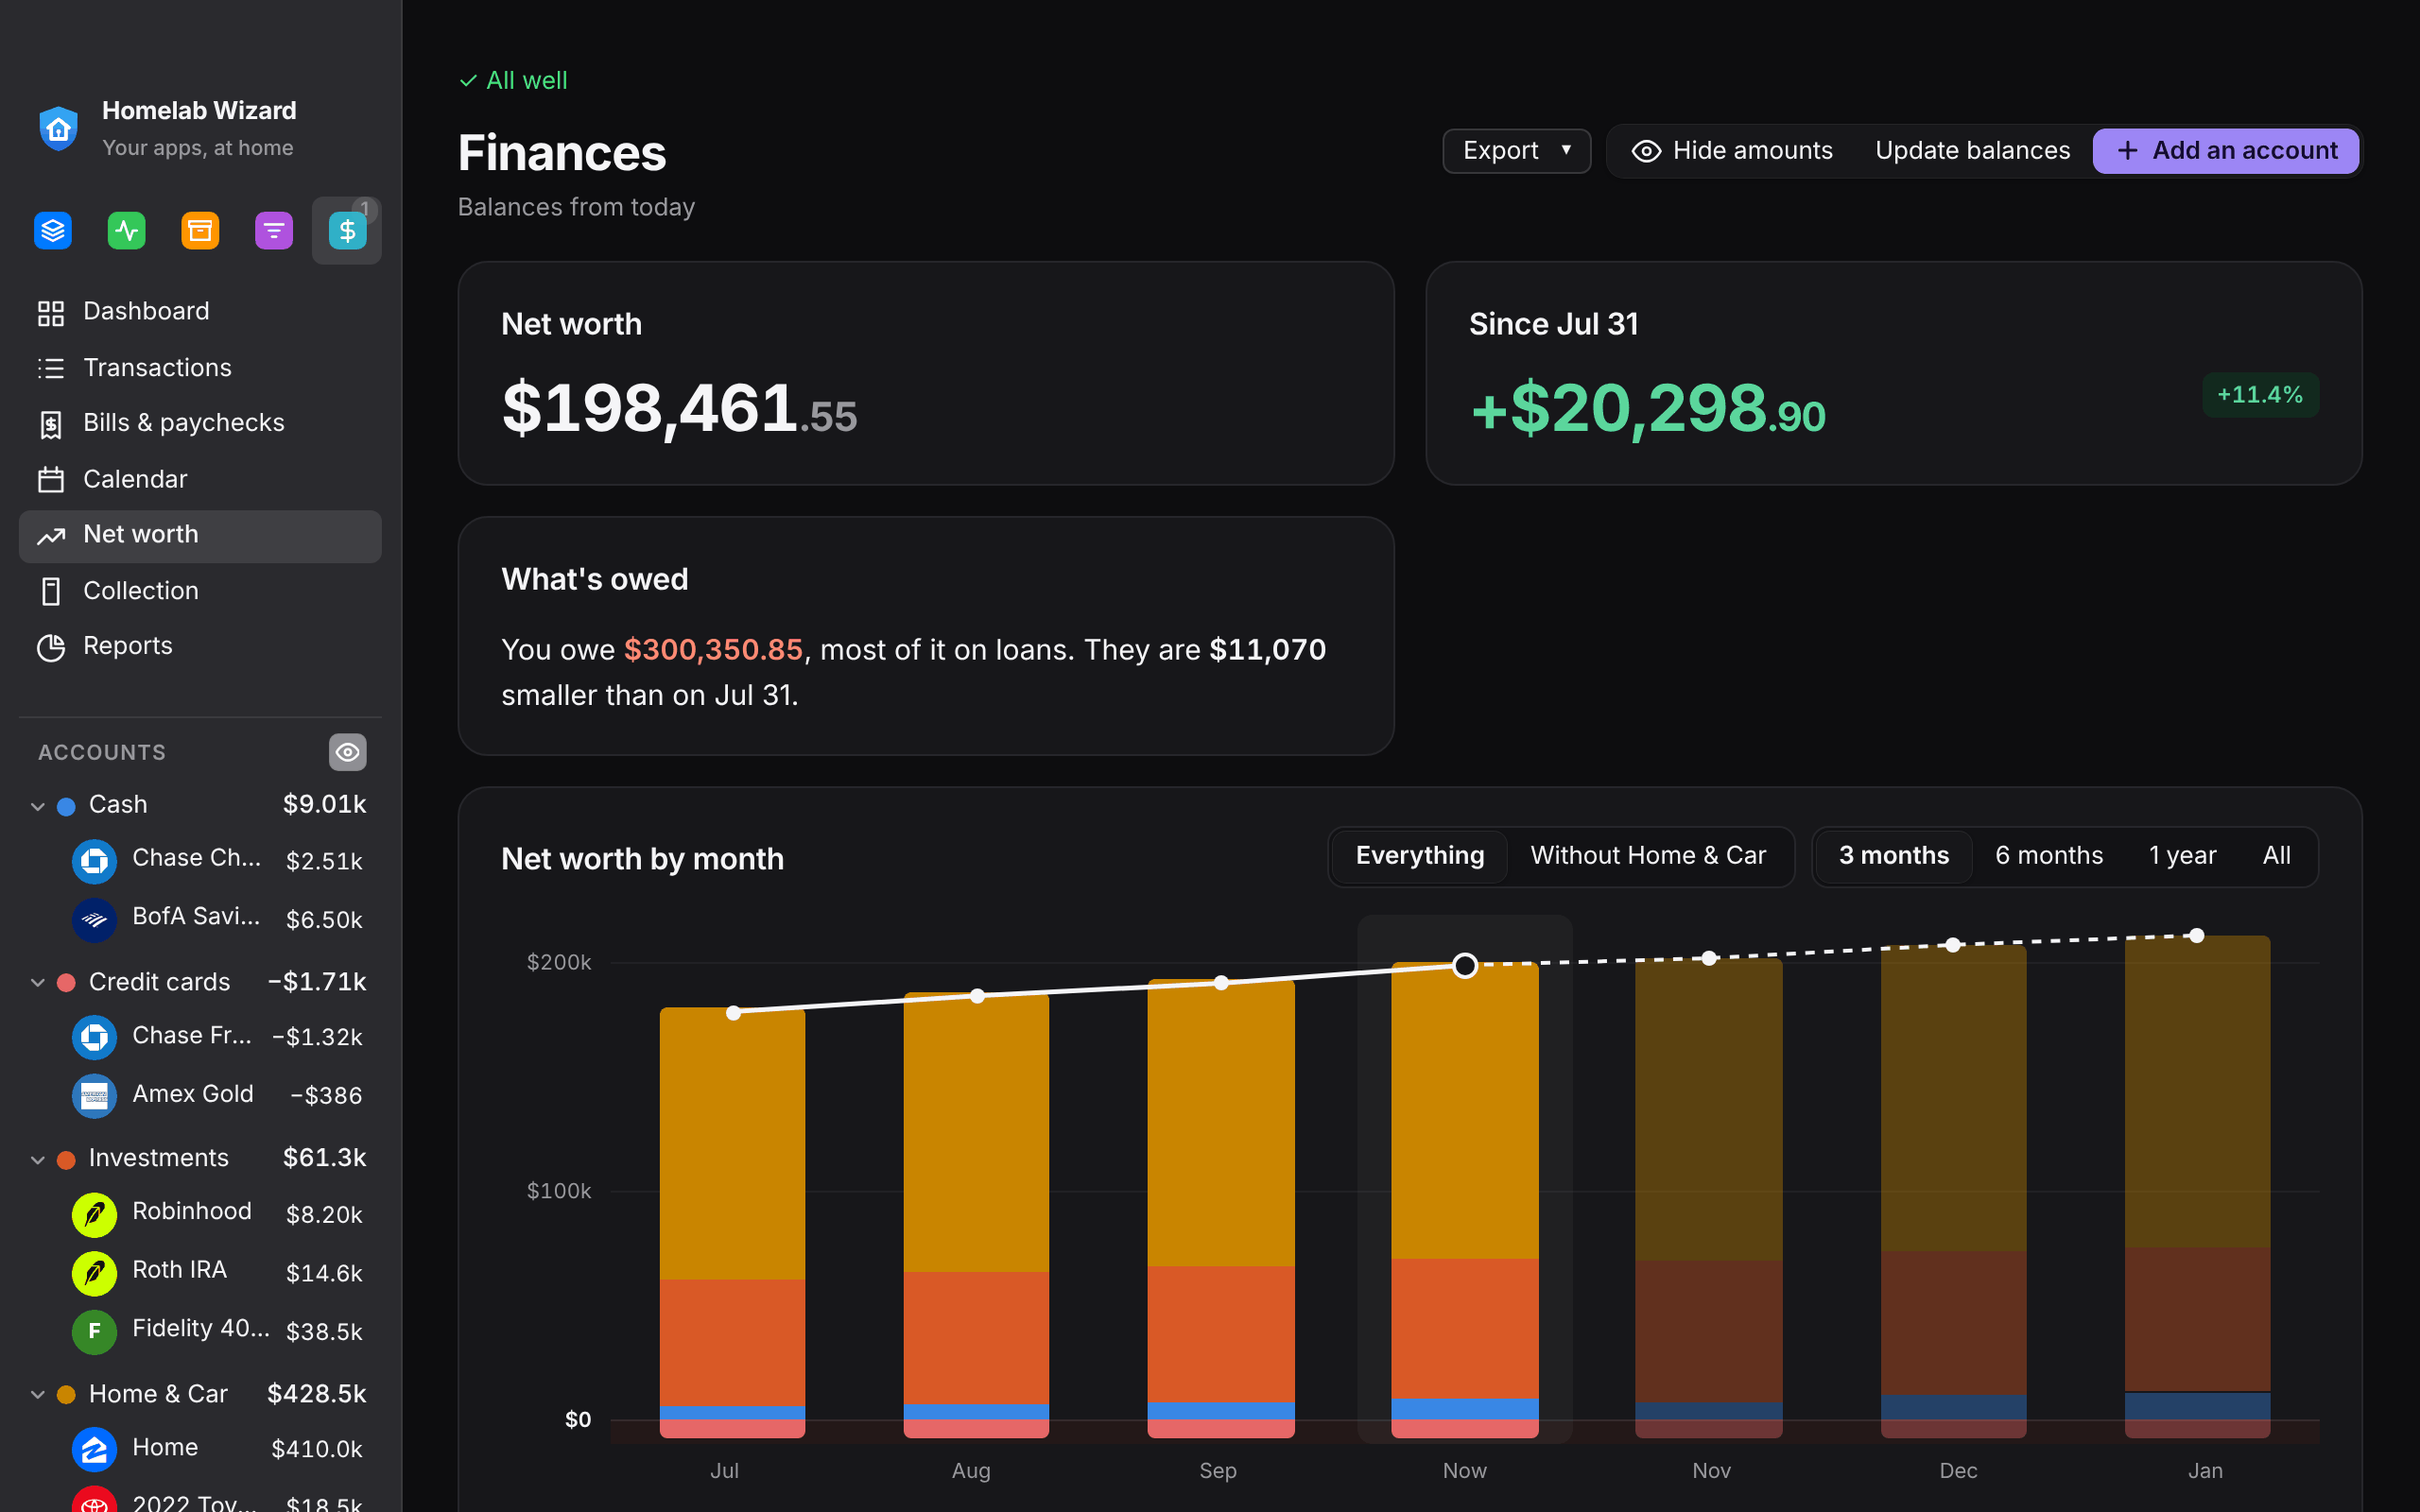 Homelab Wizard
Your apps, at home
1
Dashboard
Transactions
Bills & paychecks
Calendar
Net worth
Collection
Reports
ACCOUNTS
Cash $9.01k
Chase Ch... $2.51k
BofA Savi... $6.50k
Credit cards −$1.71k
Chase Fr... −$1.32k
Amex Gold −$386
Investments $61.3k
Robinhood $8.20k
Roth IRA $14.6k
F Fidelity 40... $38.5k
Home & Car $428.5k
Home $410.0k
2022 Toy... $18.5k
All well
Finances
Balances from today
Export
Hide amounts
Update balances
+ Add an account
Net worth
$198,461.55
Since Jul 31
+$20,298.90
+11.4%
What's owed
You owe $300,350.85, most of it on loans. They are $11,070
smaller than on Jul 31.
Net worth by month
Everything Without Home & Car
3 months 6 months 1 year All
$200k
$100k
$0
Jul Aug Sep Now Nov Dec Jan